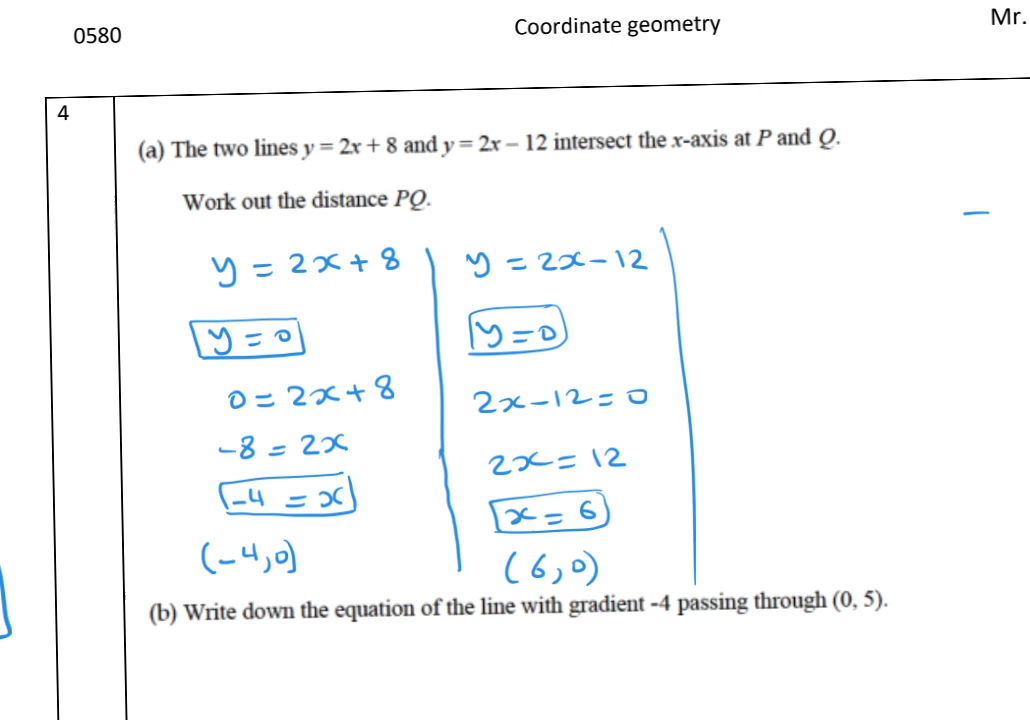 0580
Coordinate geometry
Mr.
4
(a) The two lines y = 2x + 8 and y = 2x – 12 intersect the x-axis at P and Q.
Work out the distance PQ.
y = 2x + 8
y = 0
0 = 2x + 8
-8 = 2x
-4 = x
(-4,0)
y = 2x - 12
y = 0
2x - 12 = 0
2x = 12
x = 6
(6,0)
(b) Write down the equation of the line with gradient -4 passing through (0, 5).